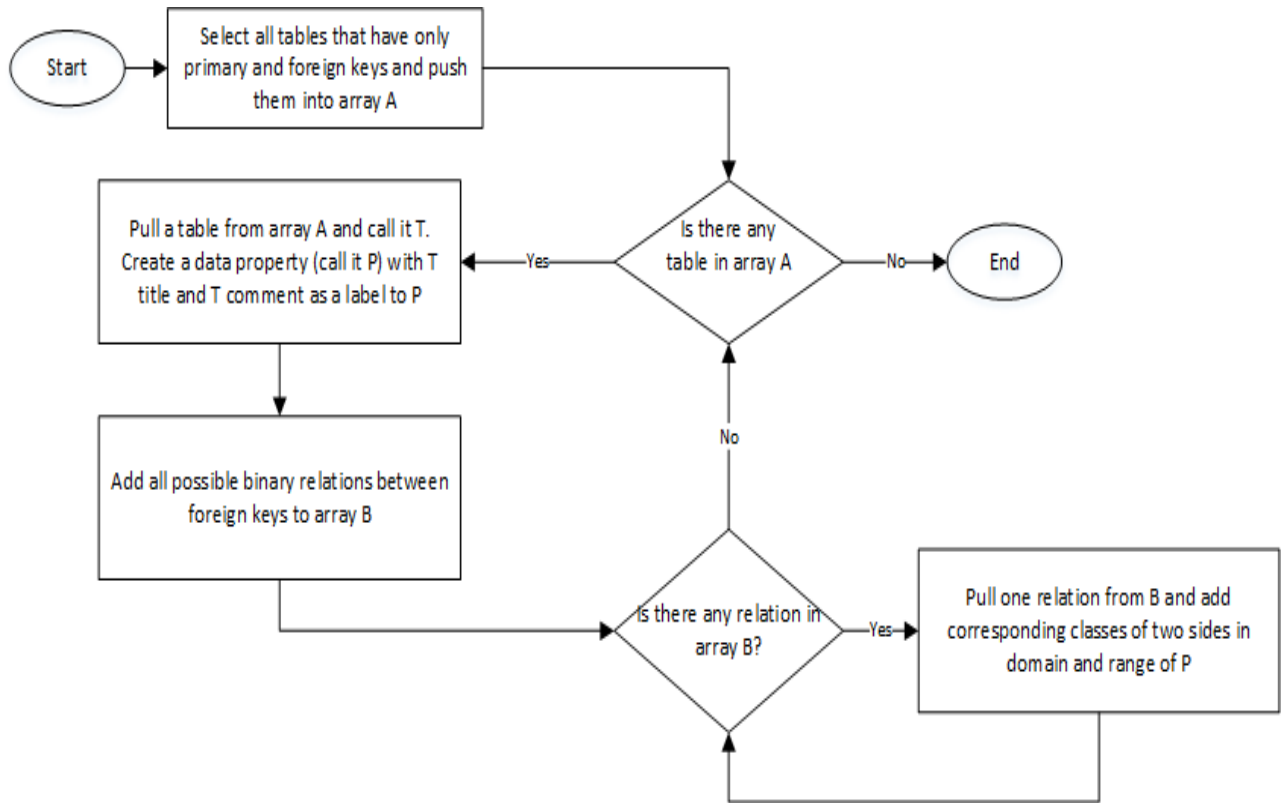 Start
Select all tables that have only
primary and foreign keys and push
them into array A
Is there any
table in array A
No
End
Yes
Pull a table from array A and call it T.
Create a data property (call it P) with T
title and T comment as a label to P
Add all possible binary relations between
foreign keys to array B
Is there any relation in
array B?
No
Yes
Pull one relation from B and add
corresponding classes of two sides in
domain and range of P